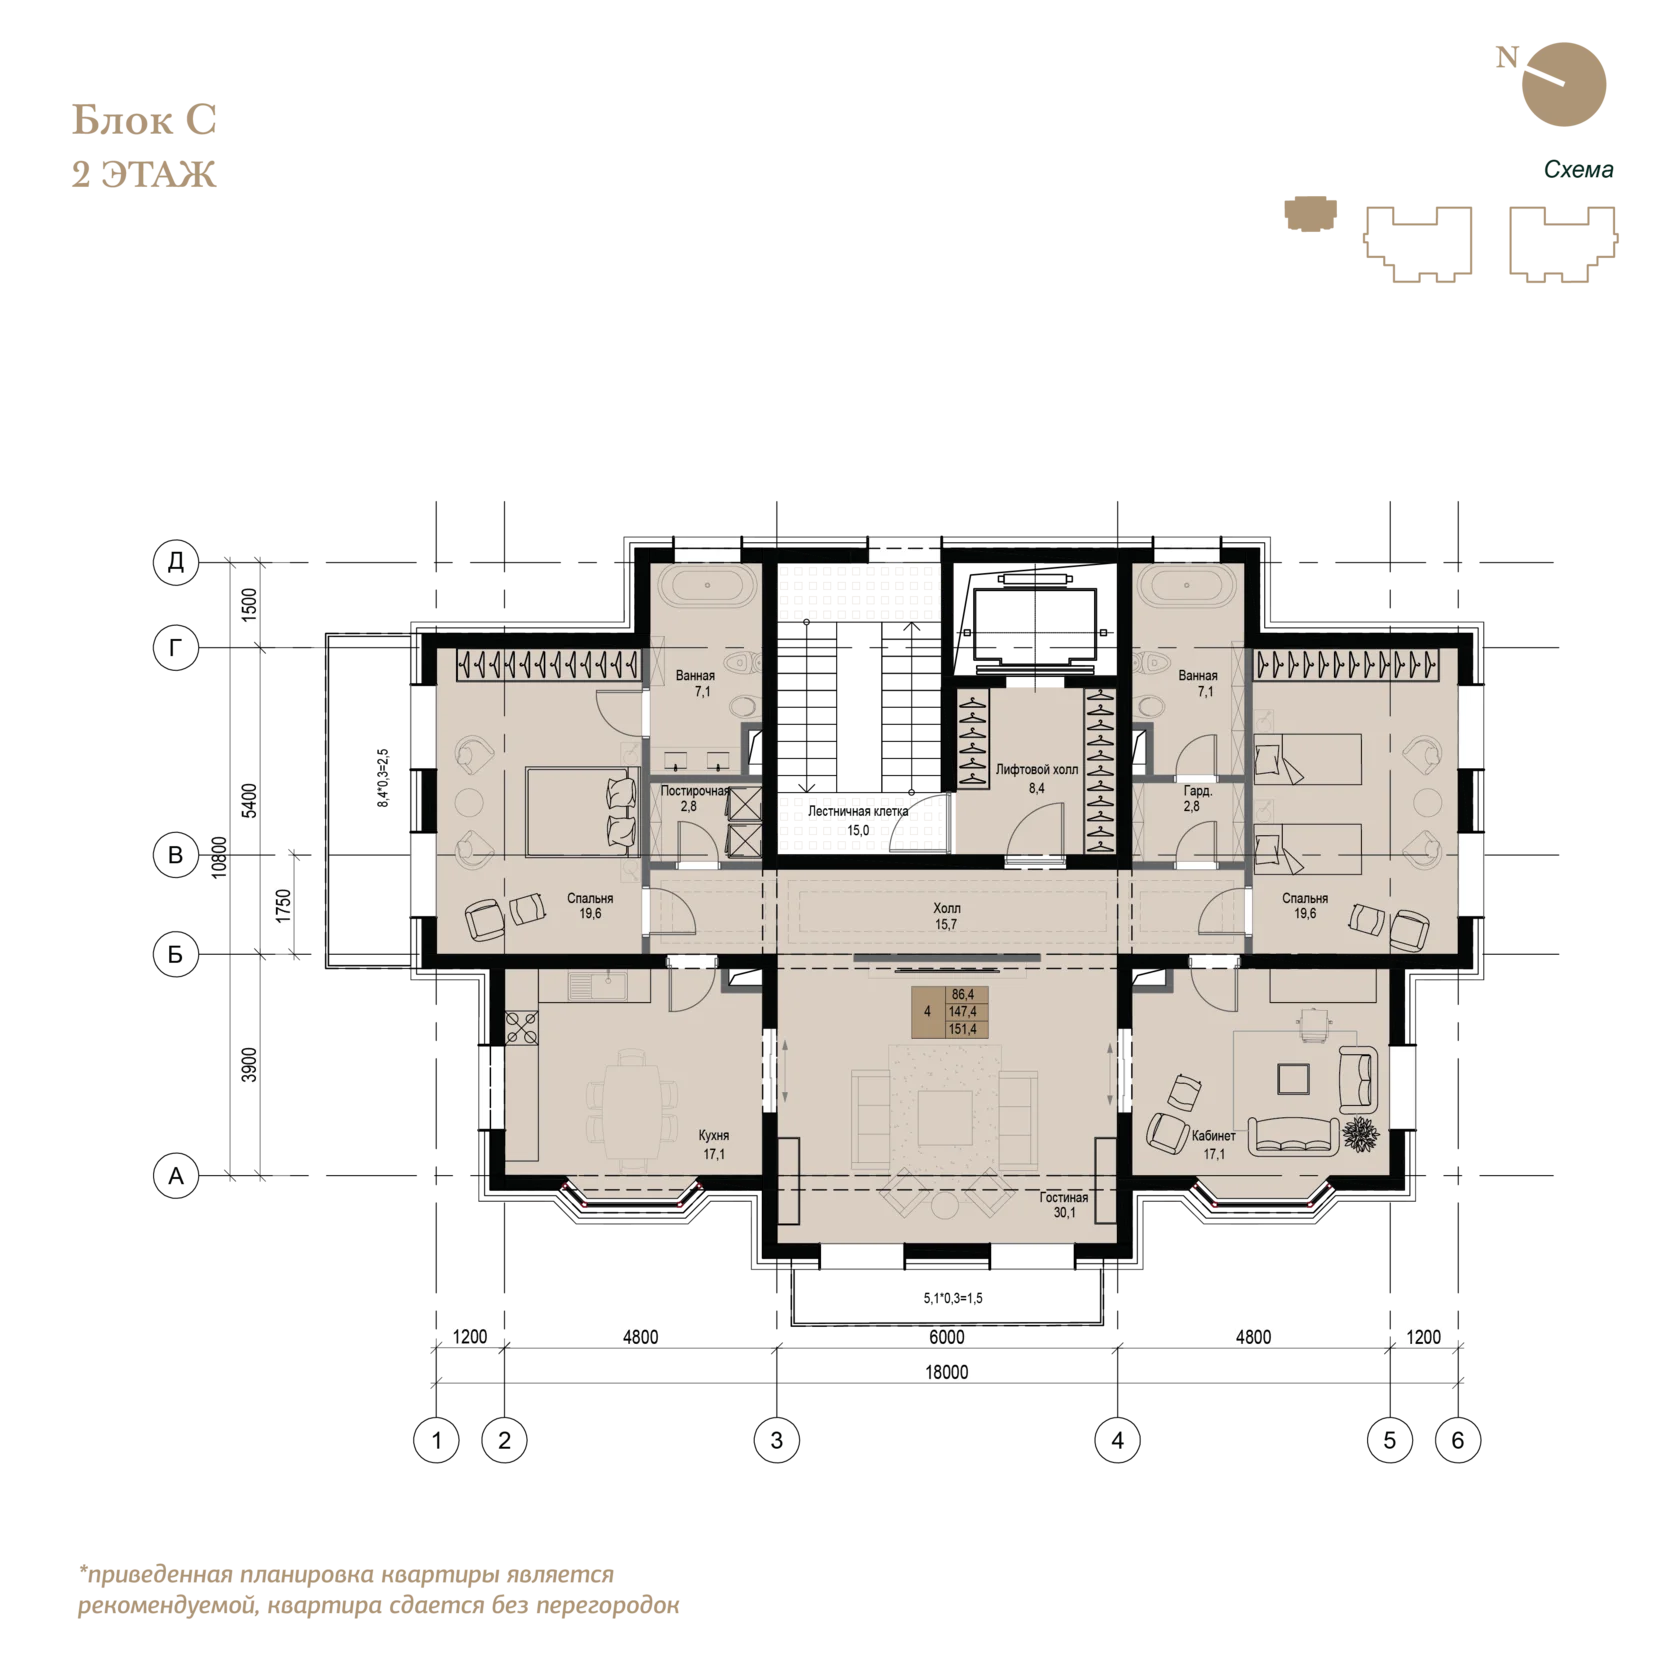 Блок С
2 ЭТАЖ
N
Схема
Д
Г
В
Б
А
1500
5400
10800
1750
3900
8,4*0,3=2,5
Ванная
7,1
Ванная
7,1
Постирочная
2,8
Лестничная клетка
15,0
Лифтовой холл
8,4
Гард.
2,8
Спальня
19,6
Холл
15,7
Спальня
19,6
4
86,4
147,4
151,4
Кухня
17,1
Гостиная
30,1
Кабинет
17,1
5,1*0,3=1,5
1200
4800
6000
4800
1200
18000
1
2
3
4
5
6
*приведенная планировка квартиры является
рекомендуемой, квартира сдается без перегородок